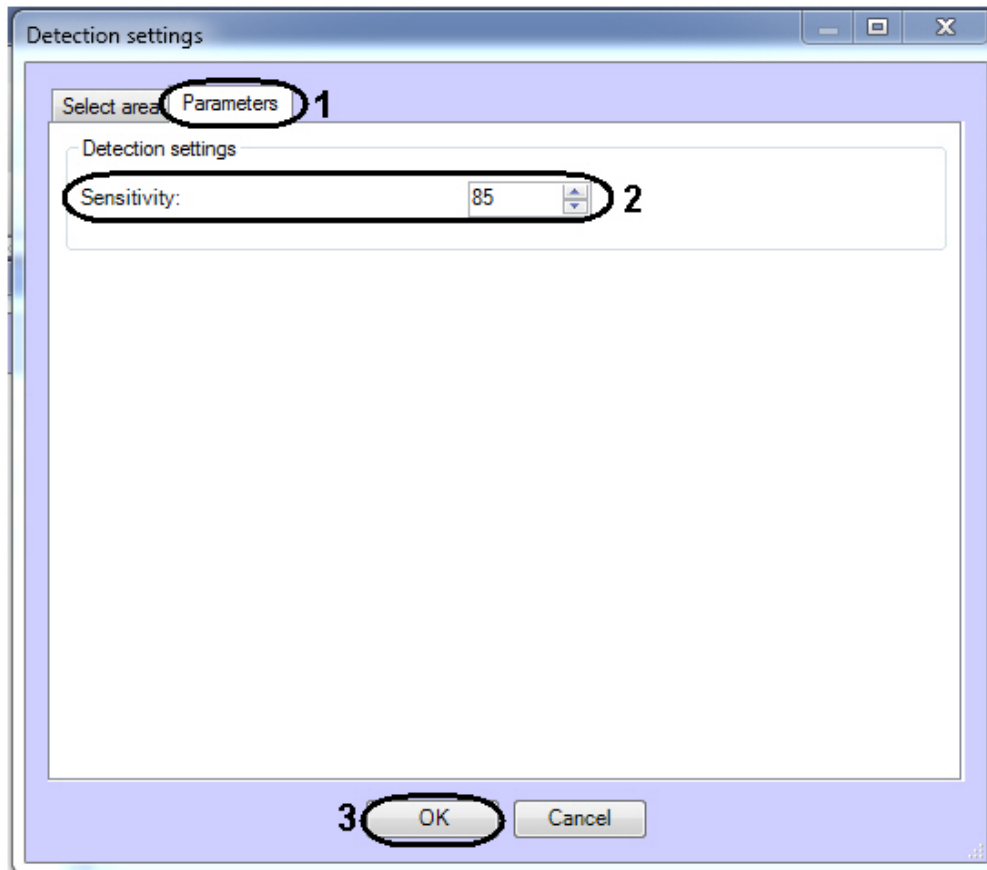 Detection settings
Select area Parameters 1
Detection settings
Sensitivity: 85 2
3 OK Cancel